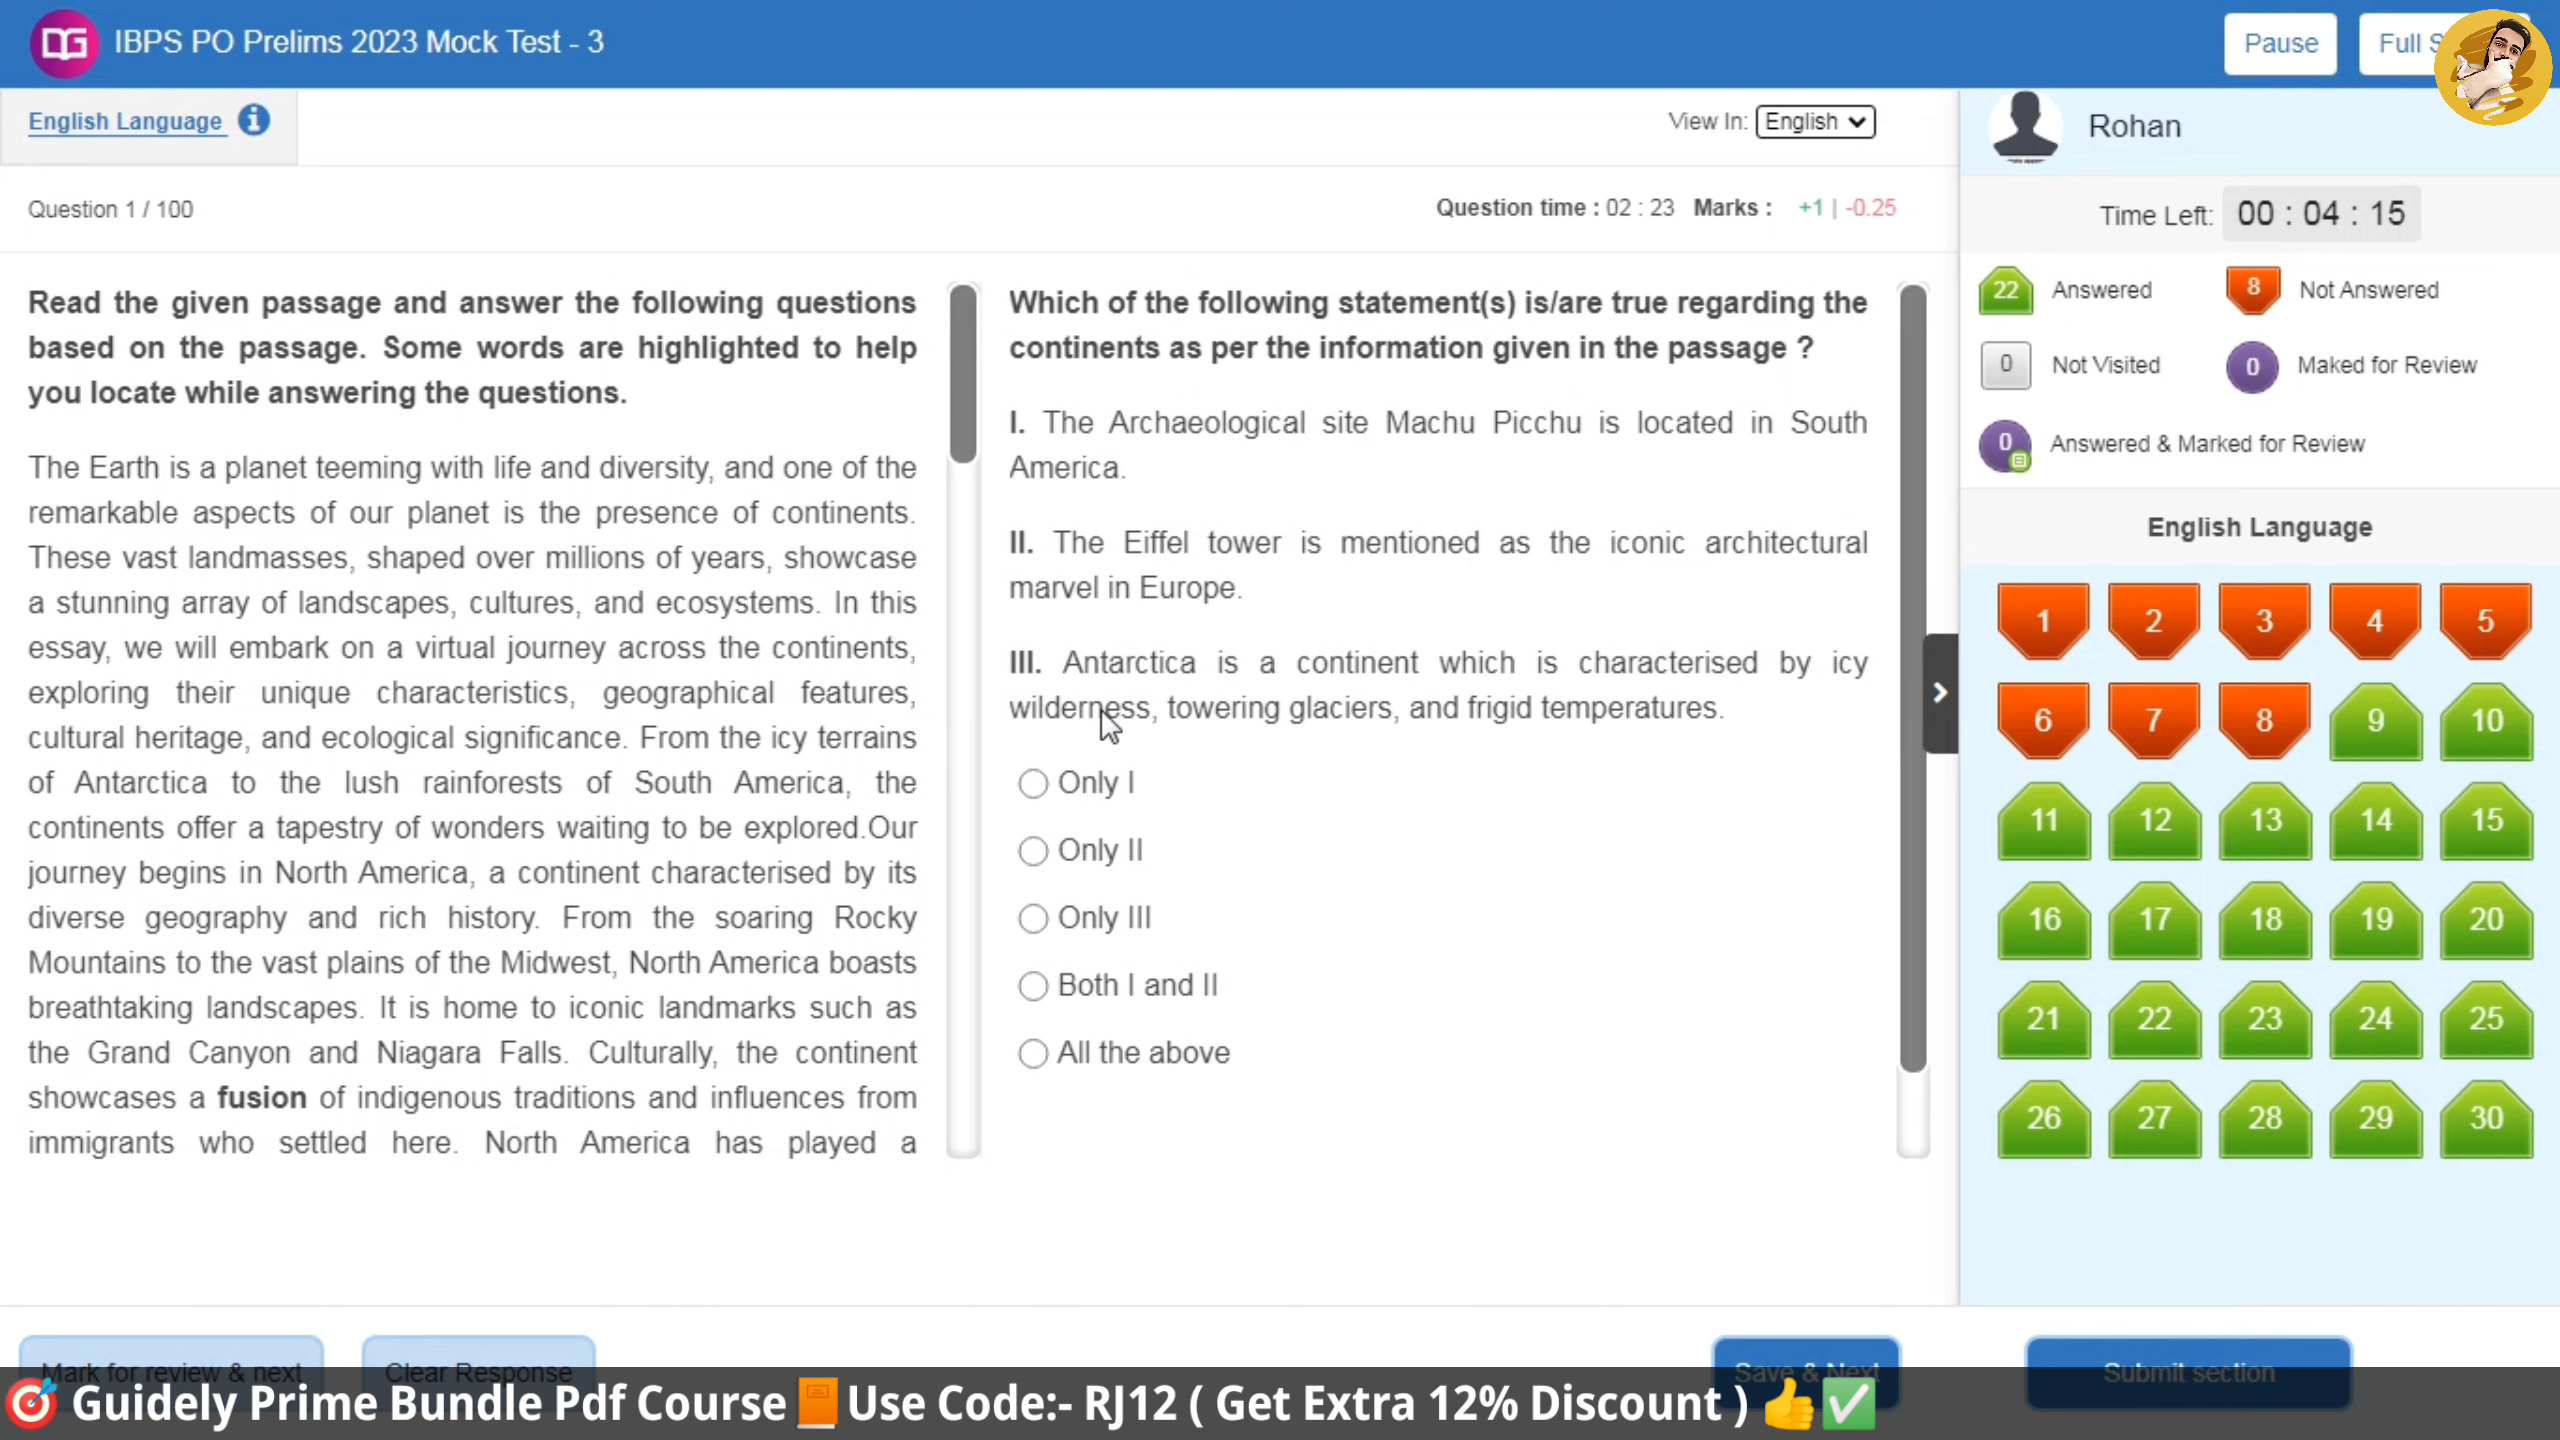 DG IBPS PO Prelims 2023 Mock Test - 3
Pause
Full S
English Language i
View In: English
Rohan
Question 1 / 100
Question time : 02 : 23 Marks : +1 | -0.25
Time Left: 00 : 04 : 15
22 Answered
8 Not Answered
0 Not Visited
0 Maked for Review
0 Answered & Marked for Review
Read the given passage and answer the following questions
based on the passage. Some words are highlighted to help
you locate while answering the questions.
The Earth is a planet teeming with life and diversity, and one of the
remarkable aspects of our planet is the presence of continents.
These vast landmasses, shaped over millions of years, showcase
a stunning array of landscapes, cultures, and ecosystems. In this
essay, we will embark on a virtual journey across the continents,
exploring their unique characteristics, geographical features,
cultural heritage, and ecological significance. From the icy terrains
of Antarctica to the lush rainforests of South America, the
continents offer a tapestry of wonders waiting to be explored.Our
journey begins in North America, a continent characterised by its
diverse geography and rich history. From the soaring Rocky
Mountains to the vast plains of the Midwest, North America boasts
breathtaking landscapes. It is home to iconic landmarks such as
the Grand Canyon and Niagara Falls. Culturally, the continent
showcases a fusion of indigenous traditions and influences from
immigrants who settled here. North America has played a
Which of the following statement(s) is/are true regarding the
continents as per the information given in the passage ?
I. The Archaeological site Machu Picchu is located in South
America.
II. The Eiffel tower is mentioned as the iconic architectural
marvel in Europe.
III. Antarctica is a continent which is characterised by icy
wilderness, towering glaciers, and frigid temperatures.
Only I
Only II
Only III
Both I and II
All the above
English Language
1 2 3 4 5
6 7 8 9 10
11 12 13 14 15
16 17 18 19 20
21 22 23 24 25
26 27 28 29 30
Mark for review & next
Clear Response
Save & Next
Submit section
Guidely Prime Bundle Pdf Course Use Code:- RJ12 ( Get Extra 12% Discount )